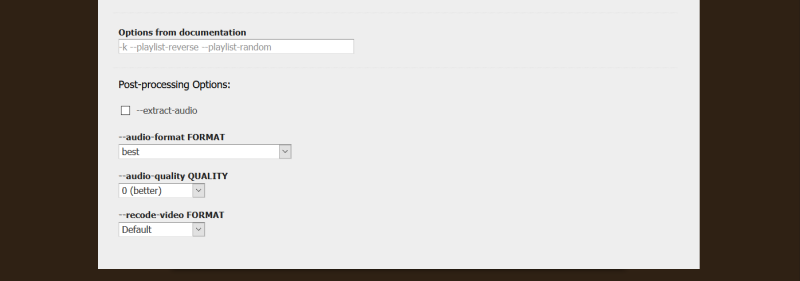 Options from documentation
-k --playlist-reverse --playlist-random
Post-processing Options:
--extract-audio
--audio-format FORMAT
best
--audio-quality QUALITY
0 (better)
--recode-video FORMAT
Default